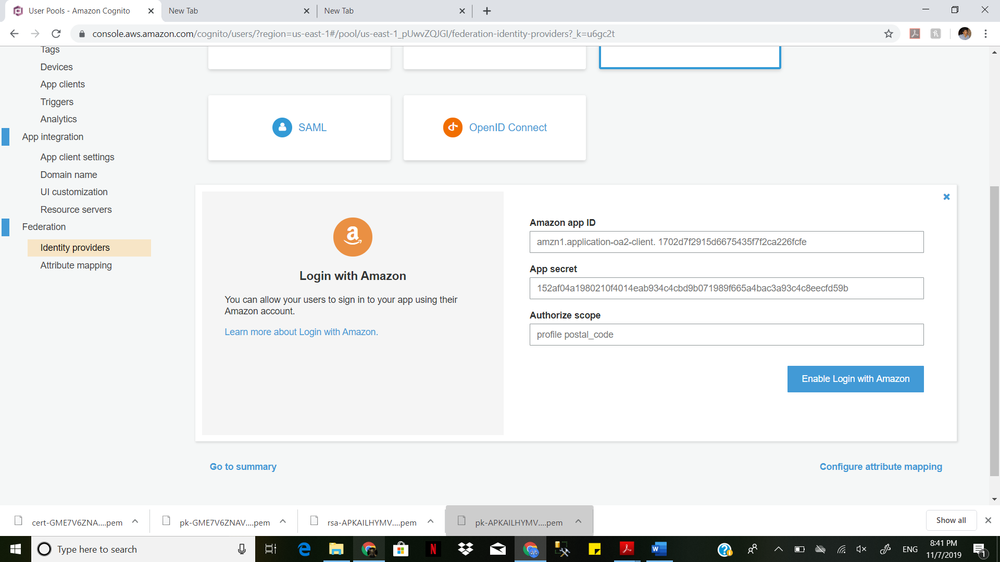 User Pools - Amazon Cognito
New Tab
New Tab
console.aws.amazon.com/cognito/users/?region=us-east-1#/pool/us-east-1_pUwvZQJGI/federation-identity-providers?_k=u6gc2t
Tags
Devices
App clients
Triggers
Analytics
App integration
App client settings
Domain name
UI customization
Resource servers
Federation
Identity providers
Attribute mapping
SAML
OpenID Connect
Login with Amazon
You can allow your users to sign in to your app using their
Amazon account.
Learn more about Login with Amazon.
Amazon app ID
amzn1.application-oa2-client. 1702d7f2915d6675435f7f2ca226fcfe
App secret
152af04a1980210f4014eab934c4cbd9b071989f665a4bac3a93c4c8eecfd59b
Authorize scope
profile postal_code
Enable Login with Amazon
Go to summary
Configure attribute mapping
cert-GME7V6ZNA....pem
pk-GME7V6ZNAV....pem
rsa-APKAILHYMV....pem
pk-APKAILHYMV....pem
Show all
Type here to search
ENG
8:41 PM
11/7/2019
1